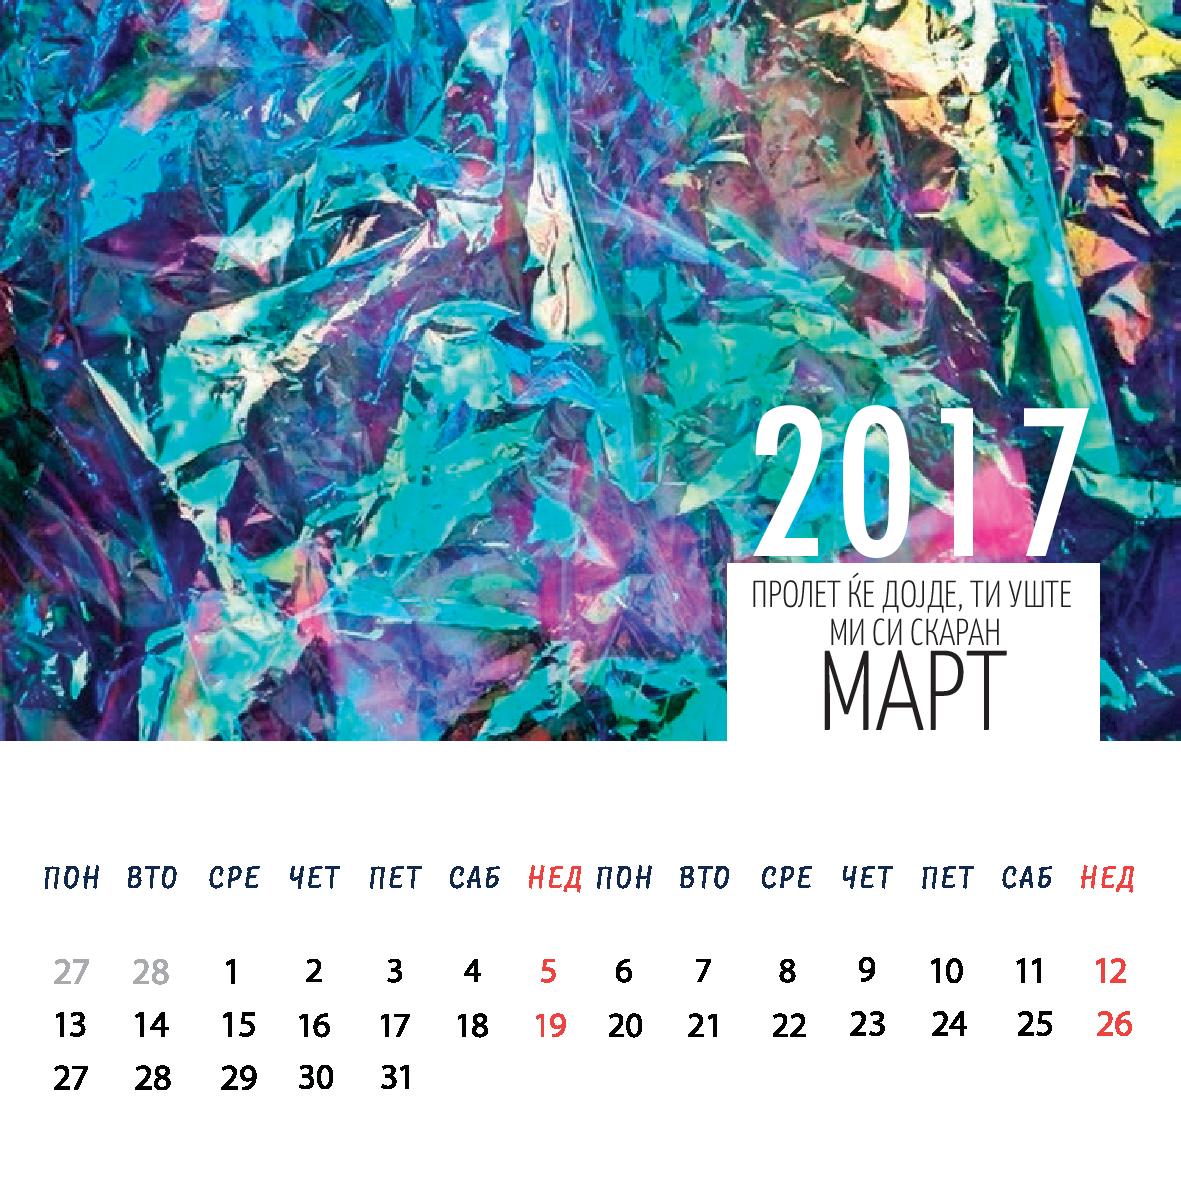 2017
ПРОЛЕТ ЌЕ ДОЈДЕ, ТИ УШТЕ
МИ СИ СКАРАН
МАРТ
ПОН ВТО СРЕ ЧЕТ ПЕТ САБ НЕД ПОН ВТО СРЕ ЧЕТ ПЕТ САБ НЕД
27 28 1 2 3 4 5 6 7 8 9 10 11 12
13 14 15 16 17 18 19 20 21 22 23 24 25 26
27 28 29 30 31